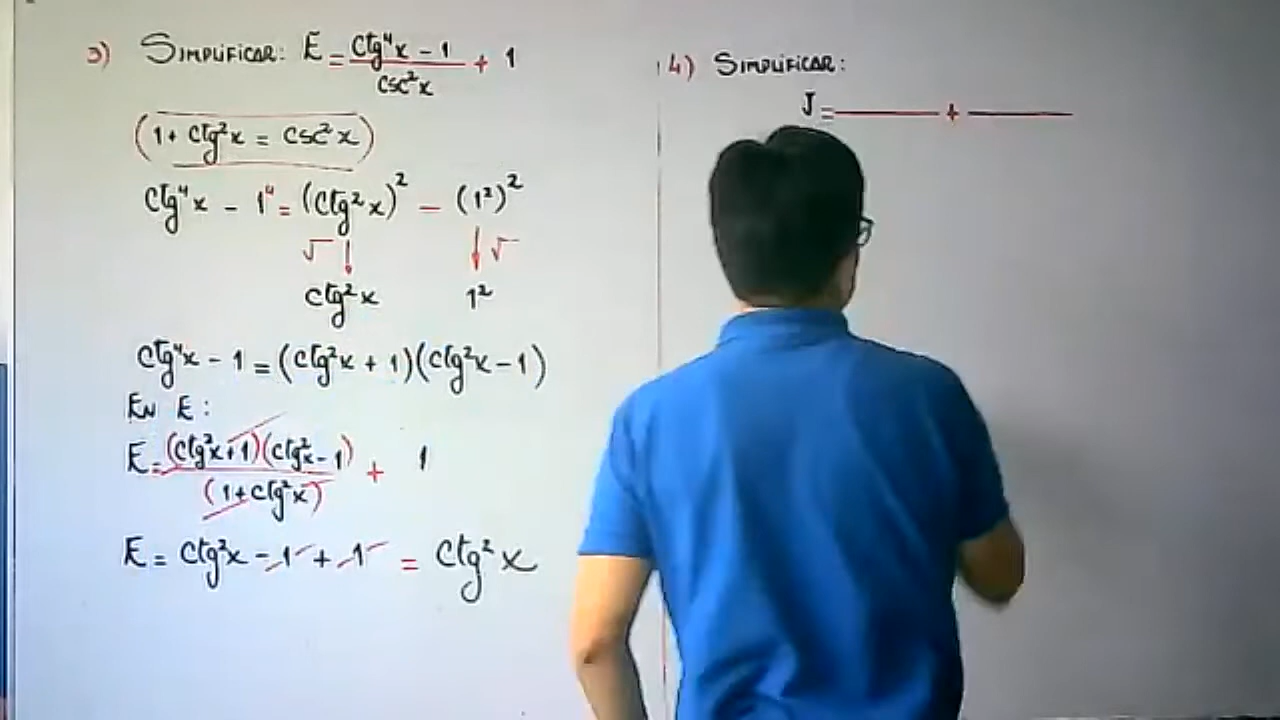 3) SIMPLIFICAR: E = (Ctg⁴x - 1)/(Csc²x) + 1
(1 + Ctg²x = Csc²x)
Ctg⁴x - 1⁴ = (Ctg²x)² - (1²)²
√ ↓ ↓ √
Ctg²x 1²
Ctg⁴x - 1 = (Ctg²x + 1)(Ctg²x - 1)
EN E:
E = (Ctg²x + 1)(Ctg²x - 1)/(1 + Ctg²x) + 1
E = Ctg²x - 1 + 1 = Ctg²x
4) SIMPLIFICAR:
J = ——— + ———